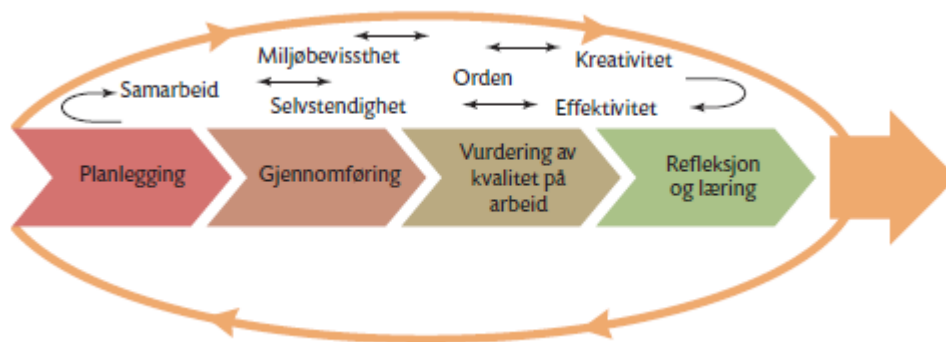 Miljøbevissthet
Kreativitet
Samarbeid
Orden
Selvstendighet
Effektivitet
Planlegging
Gjennomføring
Vurdering av
kvalitet på
arbeid
Refleksjon
og læring